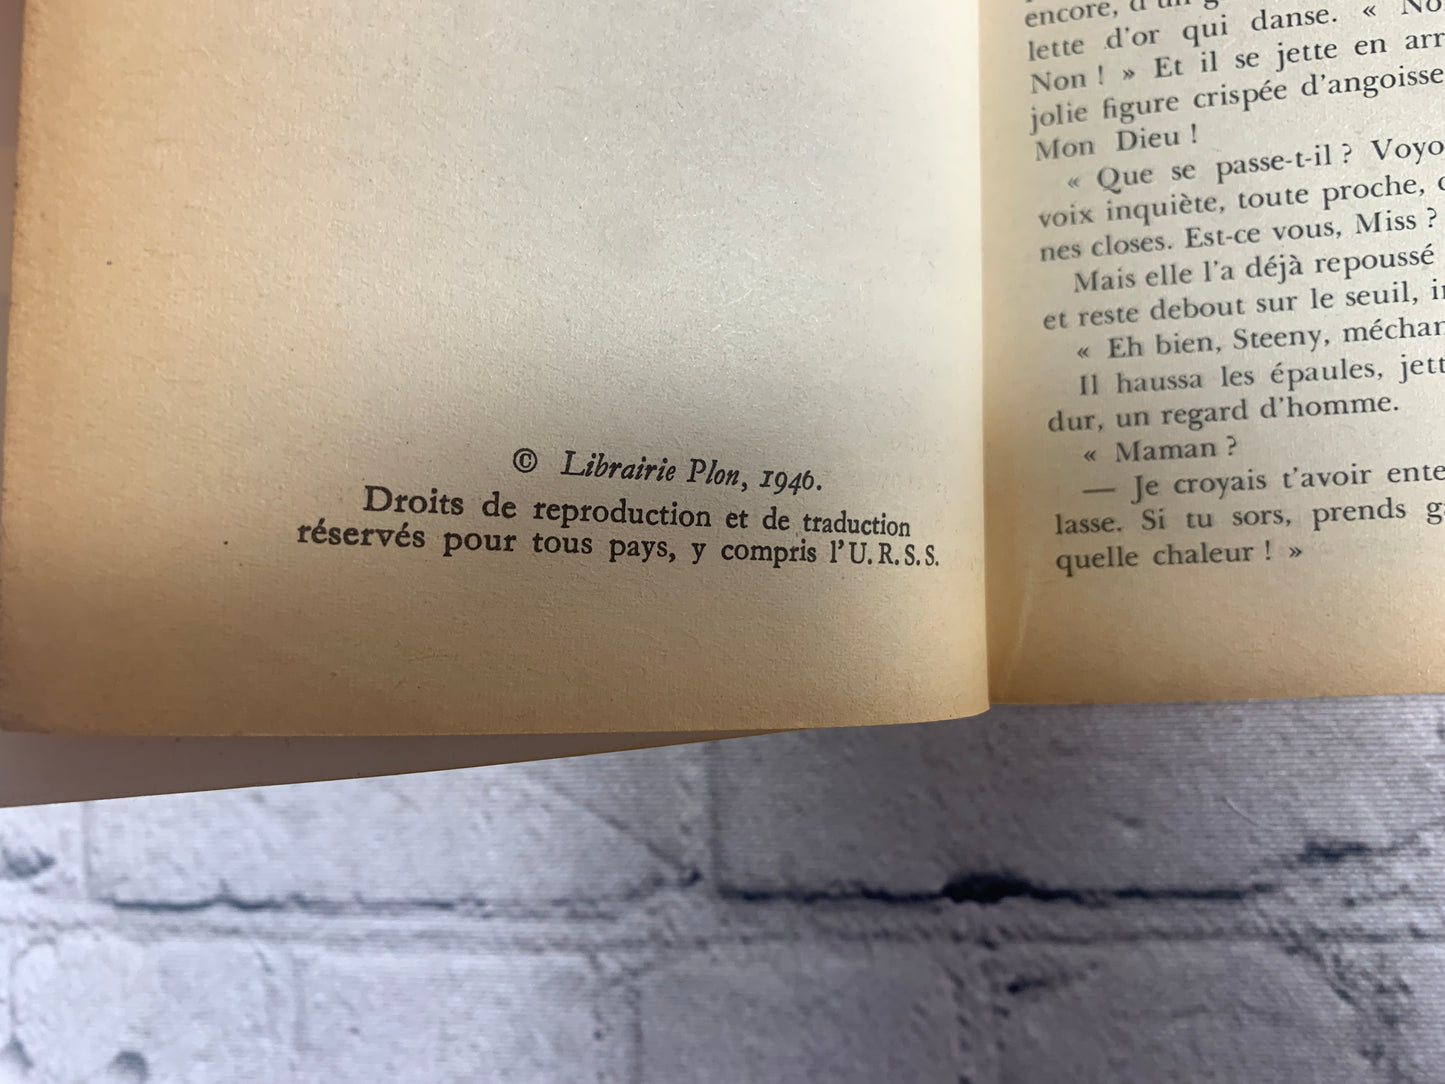 © Librairie Plon, 1946.
Droits de reproduction et de traduction
réservés pour tous pays, y compris l'U.R.S.S.
encore,
lette d'or qui danse. «
Non ! » Et il se jette en
jolie figure crispée d'angoisse
Mon Dieu !
« Que se passe-t-il ?
voix inquiète, toute proche,
nes closes. Est-ce vous, Miss ?
Mais elle l'a déjà repoussé
et reste debout sur le seuil,
« Eh bien, Steeny,
Il haussa les épaules,
dur, un regard d'homme.
« Maman ?
— Je croyais t'avoir
lasse. Si tu sors, prends
quelle chaleur ! »